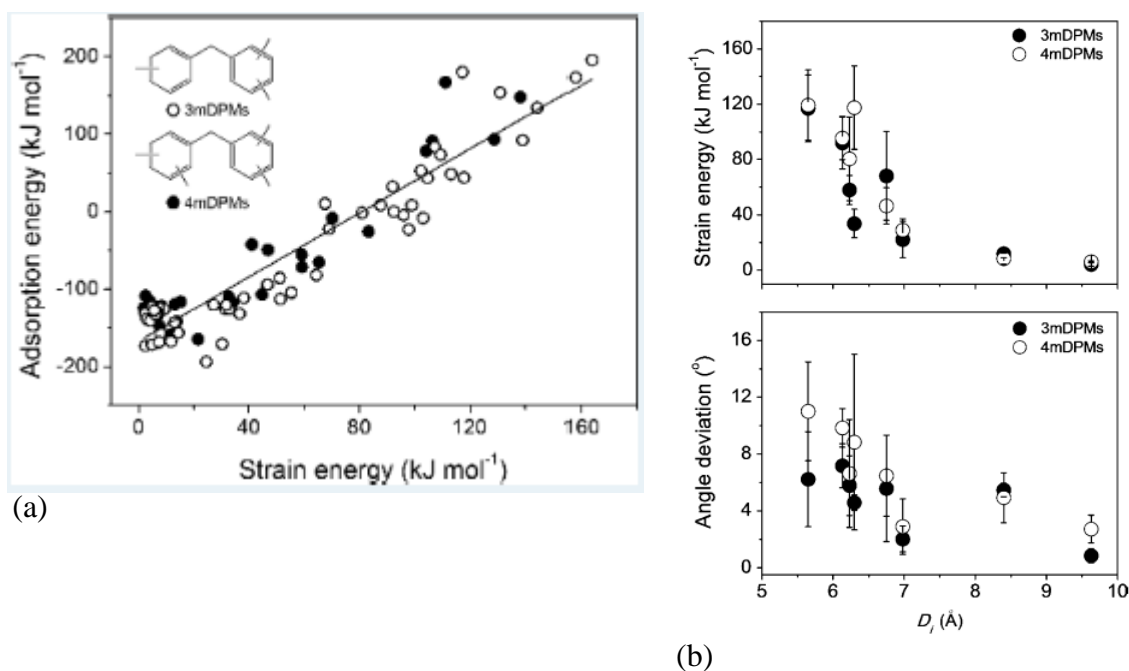 200
100
0
-100
-200
Adsorption energy (kJ mol⁻¹)
3mDPMs
4mDPMs
0 40 80 120 160
Strain energy (kJ mol⁻¹)
(a)
160
120
80
40
0
Strain energy (kJ mol⁻¹)
3mDPMs
4mDPMs
16
12
8
4
0
Angle deviation (°)
3mDPMs
4mDPMs
5 6 7 8 9 10
Dᵢ (Å)
(b)